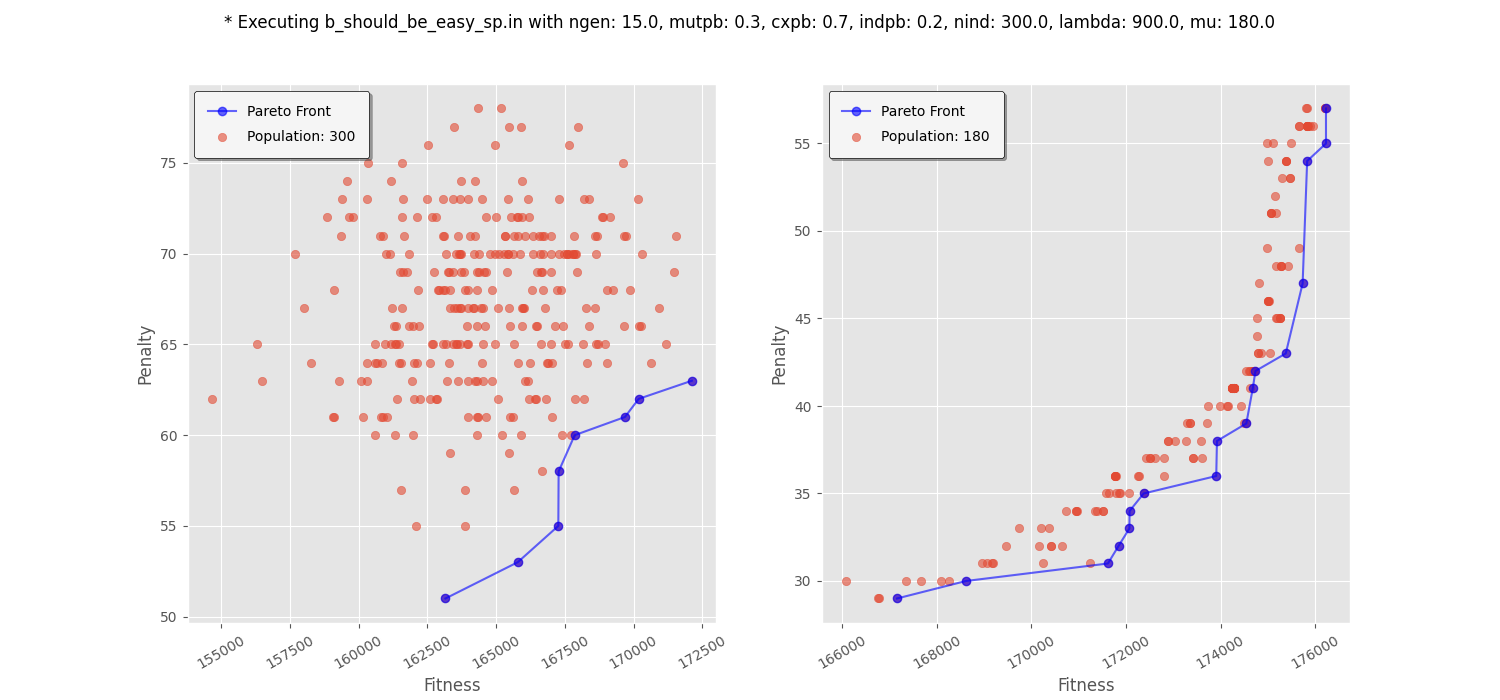 * Executing b_should_be_easy_sp.in with ngen: 15.0, mutpb: 0.3, cxpb: 0.7, indpb: 0.2, nind: 300.0, lambda: 900.0, mu: 180.0
Pareto Front
Population: 300
Penalty
75
70
65
60
55
50
155000
157500
160000
162500
165000
167500
170000
172500
Fitness
Pareto Front
Population: 180
Penalty
55
50
45
40
35
30
166000
168000
170000
172000
174000
176000
Fitness